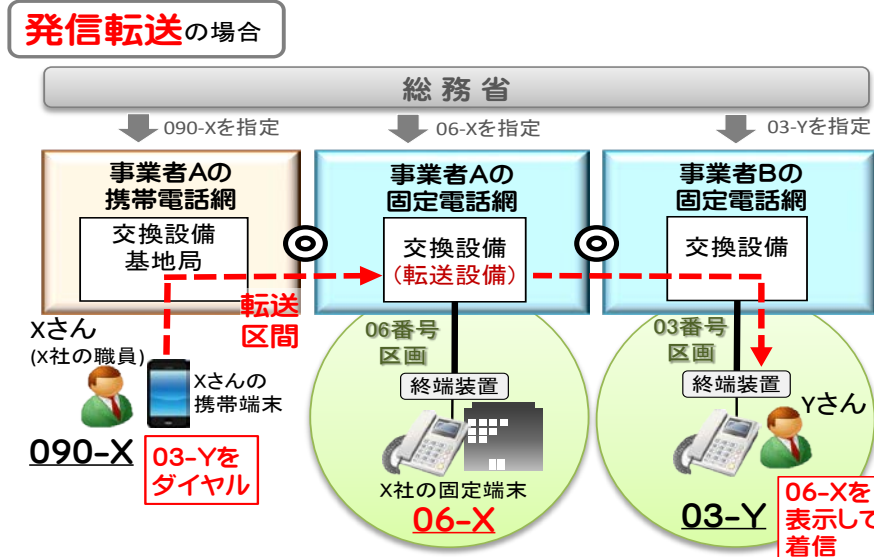 発信転送の場合
総務省
090-Xを指定
06-Xを指定
03-Yを指定
事業者Aの
携帯電話網
交換設備
基地局
事業者Aの
固定電話網
交換設備
(転送設備)
事業者Bの
固定電話網
交換設備
転送
区間
Xさん
(X社の職員)
Xさんの
携帯端末
090-X
03-Yを
ダイヤル
06番号
区画
終端装置
X社の固定端末
06-X
03番号
区画
終端装置
Yさん
03-Y
06-Xを
表示して
着信